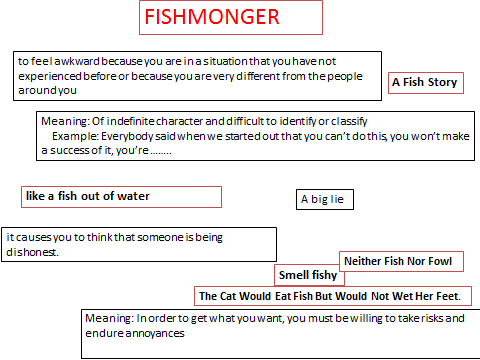 FISHMONGER
to feel awkward because you are in a situation that you have not
experienced before or because you are very different from the people
around you
A Fish Story
Meaning: Of indefinite character and difficult to identify or classify
Example: Everybody said when we started out that you can't do this, you won't make
a success of it, you're ........
like a fish out of water
A big lie
it causes you to think that someone is being
dishonest.
Neither Fish Nor Fowl
Smell fishy
The Cat Would Eat Fish But Would Not Wet Her Feet.
Meaning: In order to get what you want, you must be willing to take risks and
endure annoyances